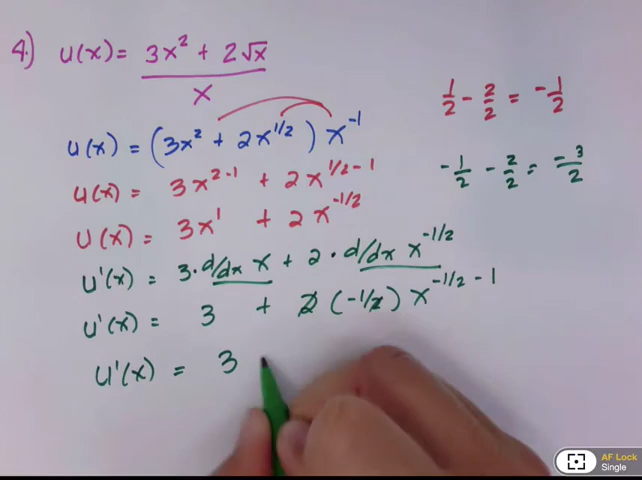 4.) u(x) = 3x² + 2√x / x
u(x) = (3x² + 2x^1/2) x^-1
u(x) = 3x^2-1 + 2x^1/2-1
u(x) = 3x^1 + 2x^-1/2
u'(x) = 3·d/dx x + 2·d/dx x^-1/2
u'(x) = 3 + 2(-1/2) x^-1/2-1
u'(x) = 3
1/2 - 2/2 = -1/2
-1/2 - 2/2 = -3/2
AF Lock
Single